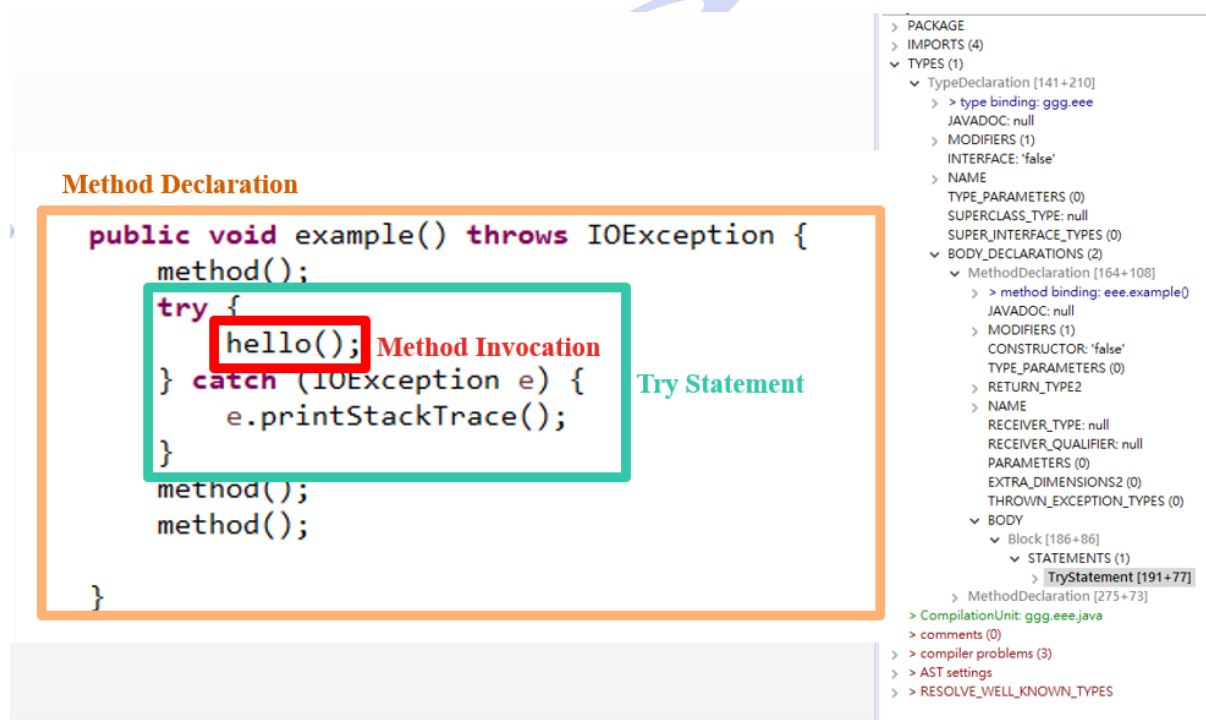 Method Declaration
public void example() throws IOException {
method();
try {
hello(); Method Invocation
} catch (IOException e) { Try Statement
e.printStackTrace();
}
method();
method();
}
> PACKAGE
> IMPORTS (4)
TYPES (1)
TypeDeclaration [141+210]
> > type binding: ggg.eee
JAVADOC: null
> MODIFIERS (1)
INTERFACE: 'false'
> NAME
TYPE_PARAMETERS (0)
SUPERCLASS_TYPE: null
SUPER_INTERFACE_TYPES (0)
BODY_DECLARATIONS (2)
MethodDeclaration [164+108]
> > method binding: eee.example()
JAVADOC: null
> MODIFIERS (1)
CONSTRUCTOR: 'false'
TYPE_PARAMETERS (0)
> RETURN_TYPE2
> NAME
RECEIVER_TYPE: null
RECEIVER_QUALIFIER: null
PARAMETERS (0)
EXTRA_DIMENSIONS2 (0)
THROWN_EXCEPTION_TYPES (0)
BODY
Block [186+86]
STATEMENTS (1)
> TryStatement [191+77]
> MethodDeclaration [275+73]
> CompilationUnit: ggg.eee.java
> comments (0)
> > compiler problems (3)
> > AST settings
> > RESOLVE_WELL_KNOWN_TYPES